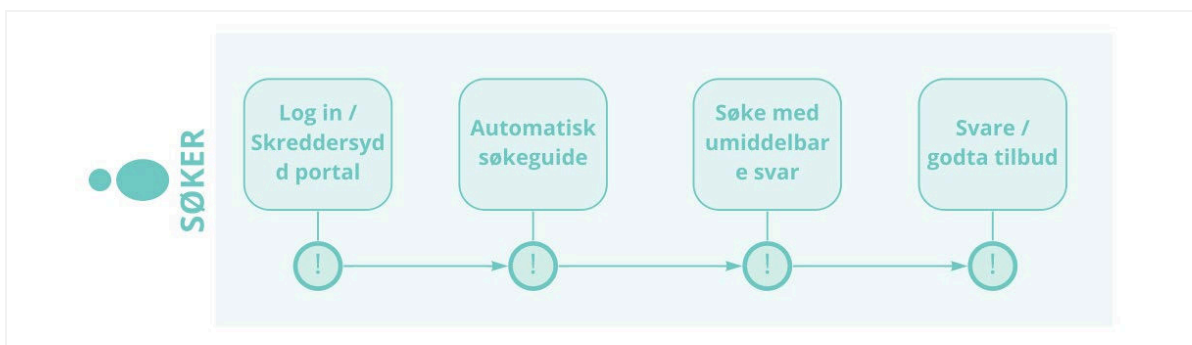 SØKER
Log in /
Skreddersyd
d portal
Automatisk
søkeguide
Søke med
umiddelbar
e svar
Svare /
godta tilbud
!
!
!
!